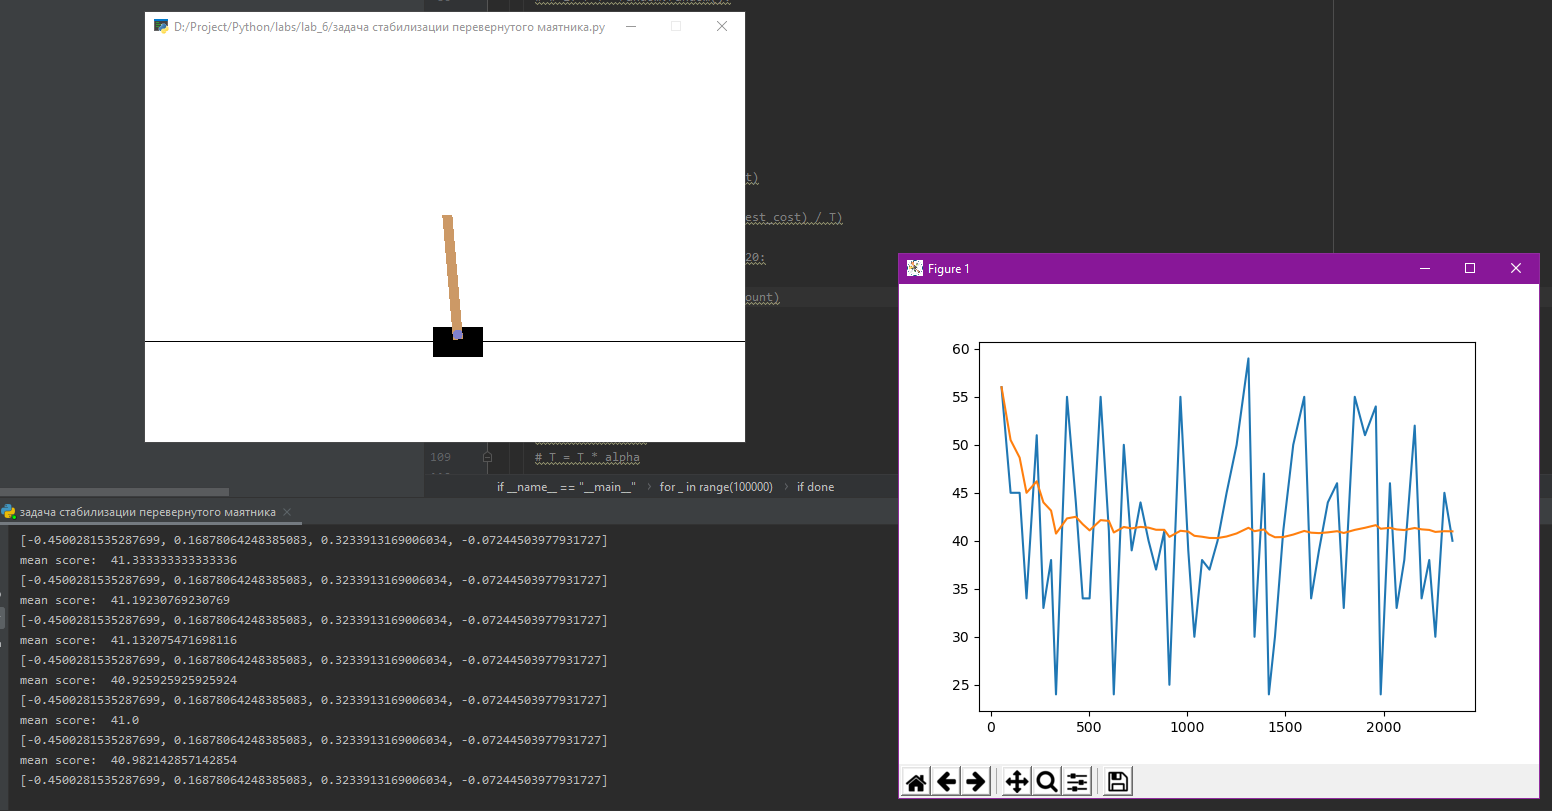 D:/Project/Python/labs/lab_6/задача стабилизации перевернутого маятника.py
t)
est_cost) / T)
20:
ount)
109 # T = T * alpha
if __name__ == "__main__" › for _ in range(100000) › if done
задача стабилизации перевернутого маятника
[-0.4500281535287699, 0.16878064248385083, 0.3233913169006034, -0.07244503977931727]
mean score:  41.333333333333336
[-0.4500281535287699, 0.16878064248385083, 0.3233913169006034, -0.07244503977931727]
mean score:  41.19230769230769
[-0.4500281535287699, 0.16878064248385083, 0.3233913169006034, -0.07244503977931727]
mean score:  41.132075471698116
[-0.4500281535287699, 0.16878064248385083, 0.3233913169006034, -0.07244503977931727]
mean score:  40.925925925925924
[-0.4500281535287699, 0.16878064248385083, 0.3233913169006034, -0.07244503977931727]
mean score:  41.0
[-0.4500281535287699, 0.16878064248385083, 0.3233913169006034, -0.07244503977931727]
mean score:  40.982142857142854
[-0.4500281535287699, 0.16878064248385083, 0.3233913169006034, -0.07244503977931727]
Figure 1
60
55
50
45
40
35
30
25
0 500 1000 1500 2000